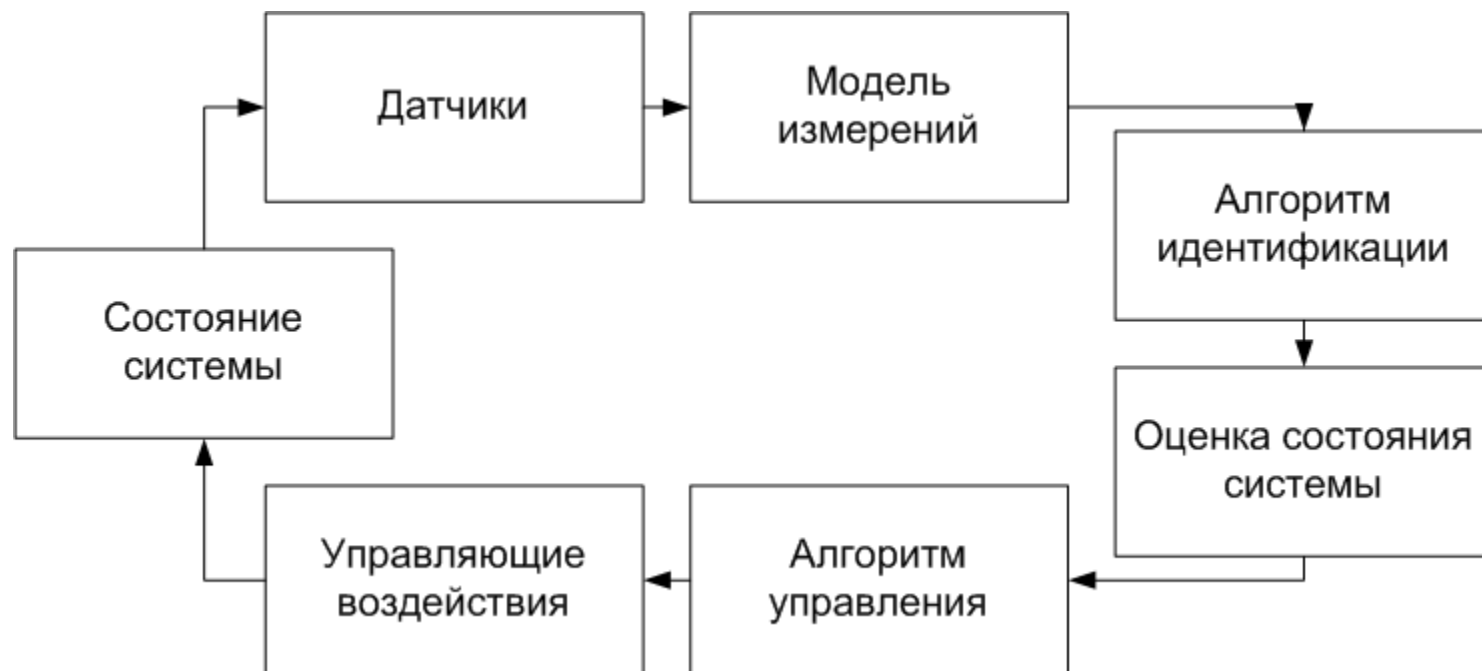 Датчики
Модель
измерений
Алгоритм
идентификации
Состояние
системы
Оценка состояния
системы
Управляющие
воздействия
Алгоритм
управления